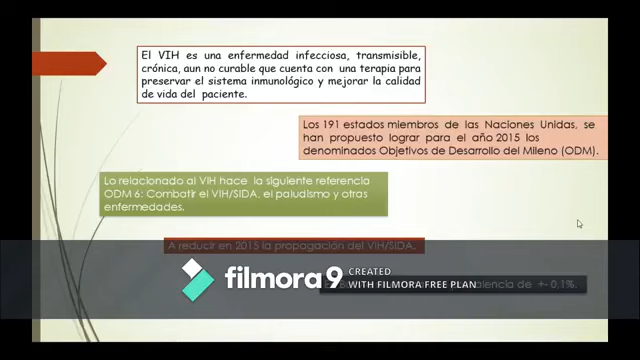 El VIH es una enfermedad infecciosa, transmisible,
crónica, aun no curable que cuenta con una terapia para
preservar el sistema inmunológico y mejorar la calidad
de vida del paciente.
Los 191 estados miembros de las Naciones Unidas, se
han propuesto lograr para el año 2015 los
denominados Objetivos de Desarrollo del Mileno (ODM).
Lo relacionado al VIH hace la siguiente referencia
ODM 6: Combatir el VIH/SIDA, el paludismo y otras
enfermedades.
A reducir en 2015 la propagación del VIH/SIDA.
filmora9 CREATED
WITH FILMORA FREE PLAN
de +- 0,1%.